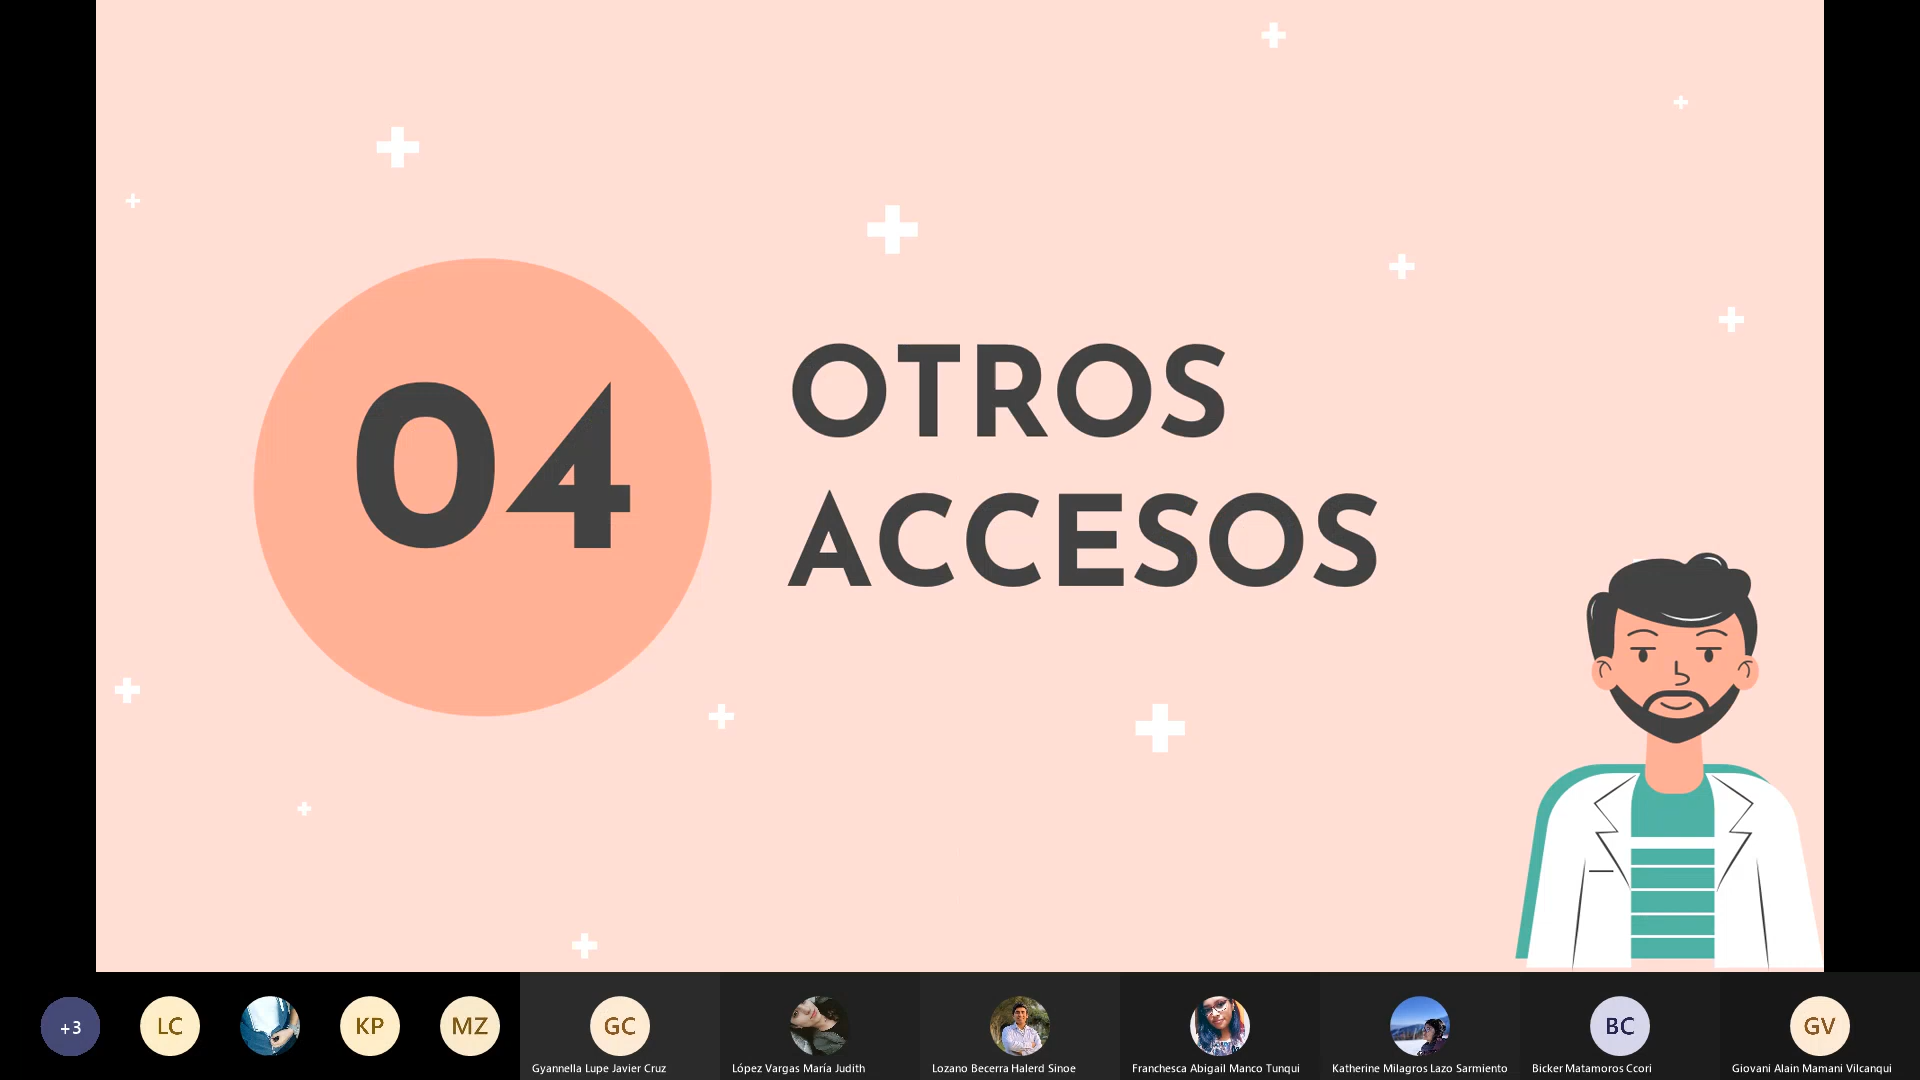 04
OTROS
ACCESOS
+3
LC
KP
MZ
GC
BC
GV
Gyannella Lupe Javier Cruz
López Vargas María Judith
Lozano Becerra Halerd Sinoe
Franchesca Abigail Manco Tunqui
Katherine Milagros Lazo Sarmiento
Bicker Matamoros Ccori
Giovani Alain Mamani Vilcanqui